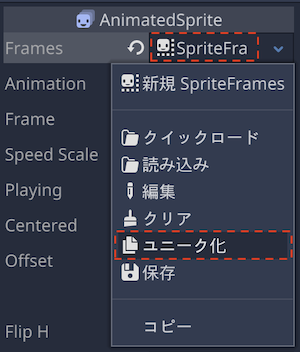 AnimatedSprite
Frames SpriteFra
新規 SpriteFrames
Animation
クイックロード
Frame
読み込み
Speed Scale
編集
Playing
クリア
Centered
ユニーク化
Offset
保存
Flip H
コピー